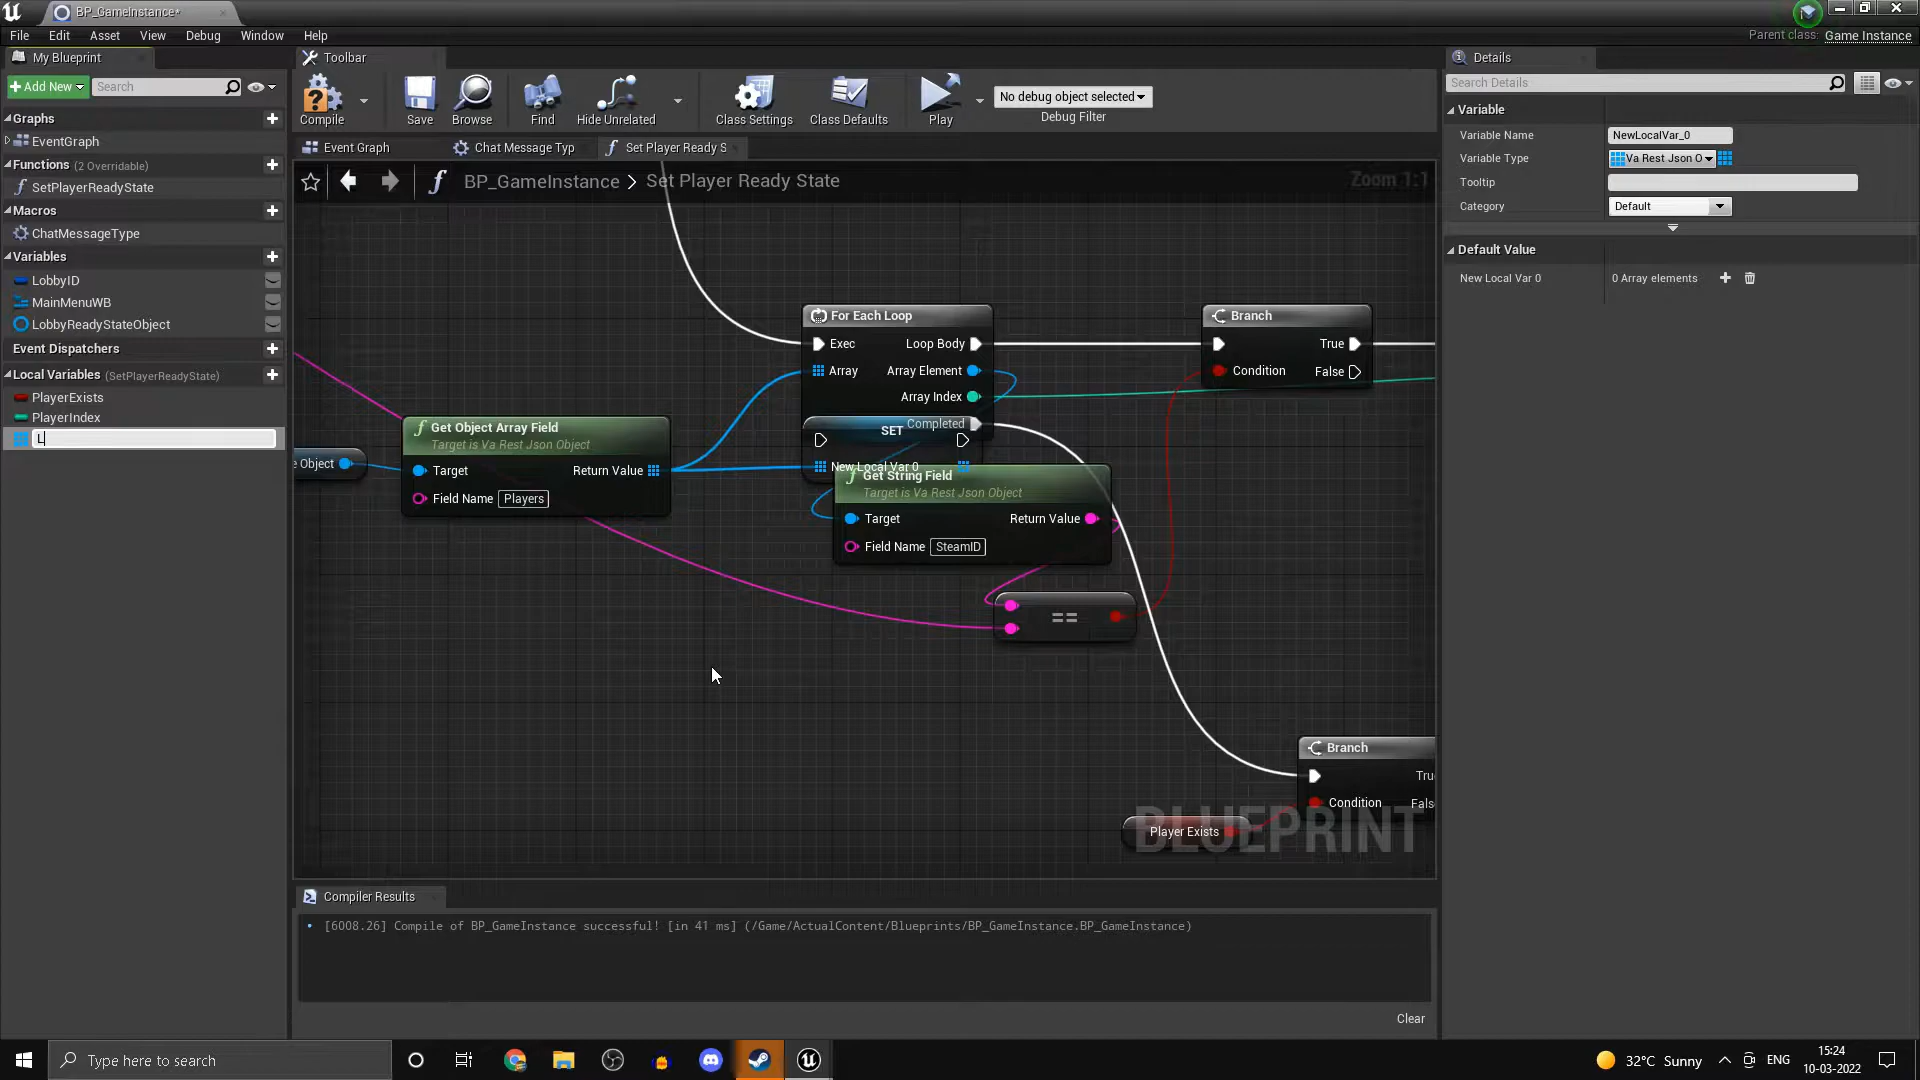 BP_GameInstance*
File Edit Asset View Debug Window Help
Parent class: Game Instance
My Blueprint
Toolbar
Details
Add New
Search
Compile
Save
Browse
Find
Hide Unrelated
Class Settings
Class Defaults
Play
No debug object selected
Debug Filter
Search Details
Graphs
EventGraph
Functions (2 Overridable)
SetPlayerReadyState
Macros
ChatMessageType
Variables
LobbyID
MainMenuWB
LobbyReadyStateObject
Event Dispatchers
Local Variables (SetPlayerReadyState)
PlayerExists
PlayerIndex
L
Event Graph
Chat Message Typ
Set Player Ready S
BP_GameInstance > Set Player Ready State
Zoom 1:1
For Each Loop
Exec
Loop Body
Array
Array Element
Array Index
Completed
Branch
True
Condition
False
Get Object Array Field
Target is Va Rest Json Object
Target
Return Value
Field Name Players
e Object
SET
New Local Var 0
Get String Field
Target is Va Rest Json Object
Target
Return Value
Field Name SteamID
==
Branch
Tru
Condition
Fals
Player Exists
BLUEPRINT
Variable
Variable Name NewLocalVar_0
Variable Type Va Rest Json O
Tooltip
Category Default
Default Value
New Local Var 0 0 Array elements
Compiler Results
[6008.26] Compile of BP_GameInstance successful! [in 41 ms] (/Game/ActualContent/Blueprints/BP_GameInstance.BP_GameInstance)
Clear
Type here to search
32°C Sunny
ENG
15:24
10-03-2022